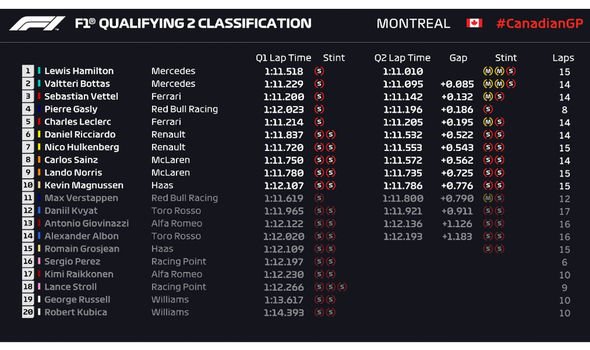 F1® QUALIFYING 2 CLASSIFICATION MONTREAL #CanadianGP
Q1 Lap Time Stint Q2 Lap Time Gap Stint Laps
1 Lewis Hamilton Mercedes 1:11.518 S 1:11.010 M M S 15
2 Valtteri Bottas Mercedes 1:11.229 S 1:11.095 +0.085 M M S 14
3 Sebastian Vettel Ferrari 1:11.200 S 1:11.142 +0.132 M S 14
4 Pierre Gasly Red Bull Racing 1:12.023 S 1:11.196 +0.186 S 8
5 Charles Leclerc Ferrari 1:11.214 S 1:11.205 +0.195 M S 14
6 Daniel Ricciardo Renault 1:11.837 S S 1:11.532 +0.522 S S 14
7 Nico Hulkenberg Renault 1:11.720 S S 1:11.553 +0.543 S S 15
8 Carlos Sainz McLaren 1:11.750 S S 1:11.572 +0.562 S S 14
9 Lando Norris McLaren 1:11.780 S S 1:11.735 +0.725 S S 15
10 Kevin Magnussen Haas 1:12.107 S S 1:11.786 +0.776 S S 15
11 Max Verstappen Red Bull Racing 1:11.619 S 1:11.800 +0.790 M S 12
12 Daniil Kvyat Toro Rosso 1:11.965 S S 1:11.921 +0.911 S S 17
13 Antonio Giovinazzi Alfa Romeo 1:12.122 S S 1:12.136 +1.126 S S 16
14 Alexander Albon Toro Rosso 1:12.020 S S 1:12.193 +1.183 S S 16
15 Romain Grosjean Haas 1:12.109 S S S S 15
16 Sergio Perez Racing Point 1:12.197 S S 6
17 Kimi Raikkonen Alfa Romeo 1:12.230 S S 10
18 Lance Stroll Racing Point 1:12.266 S S S 9
19 George Russell Williams 1:13.617 S S 10
20 Robert Kubica Williams 1:14.393 S S 10